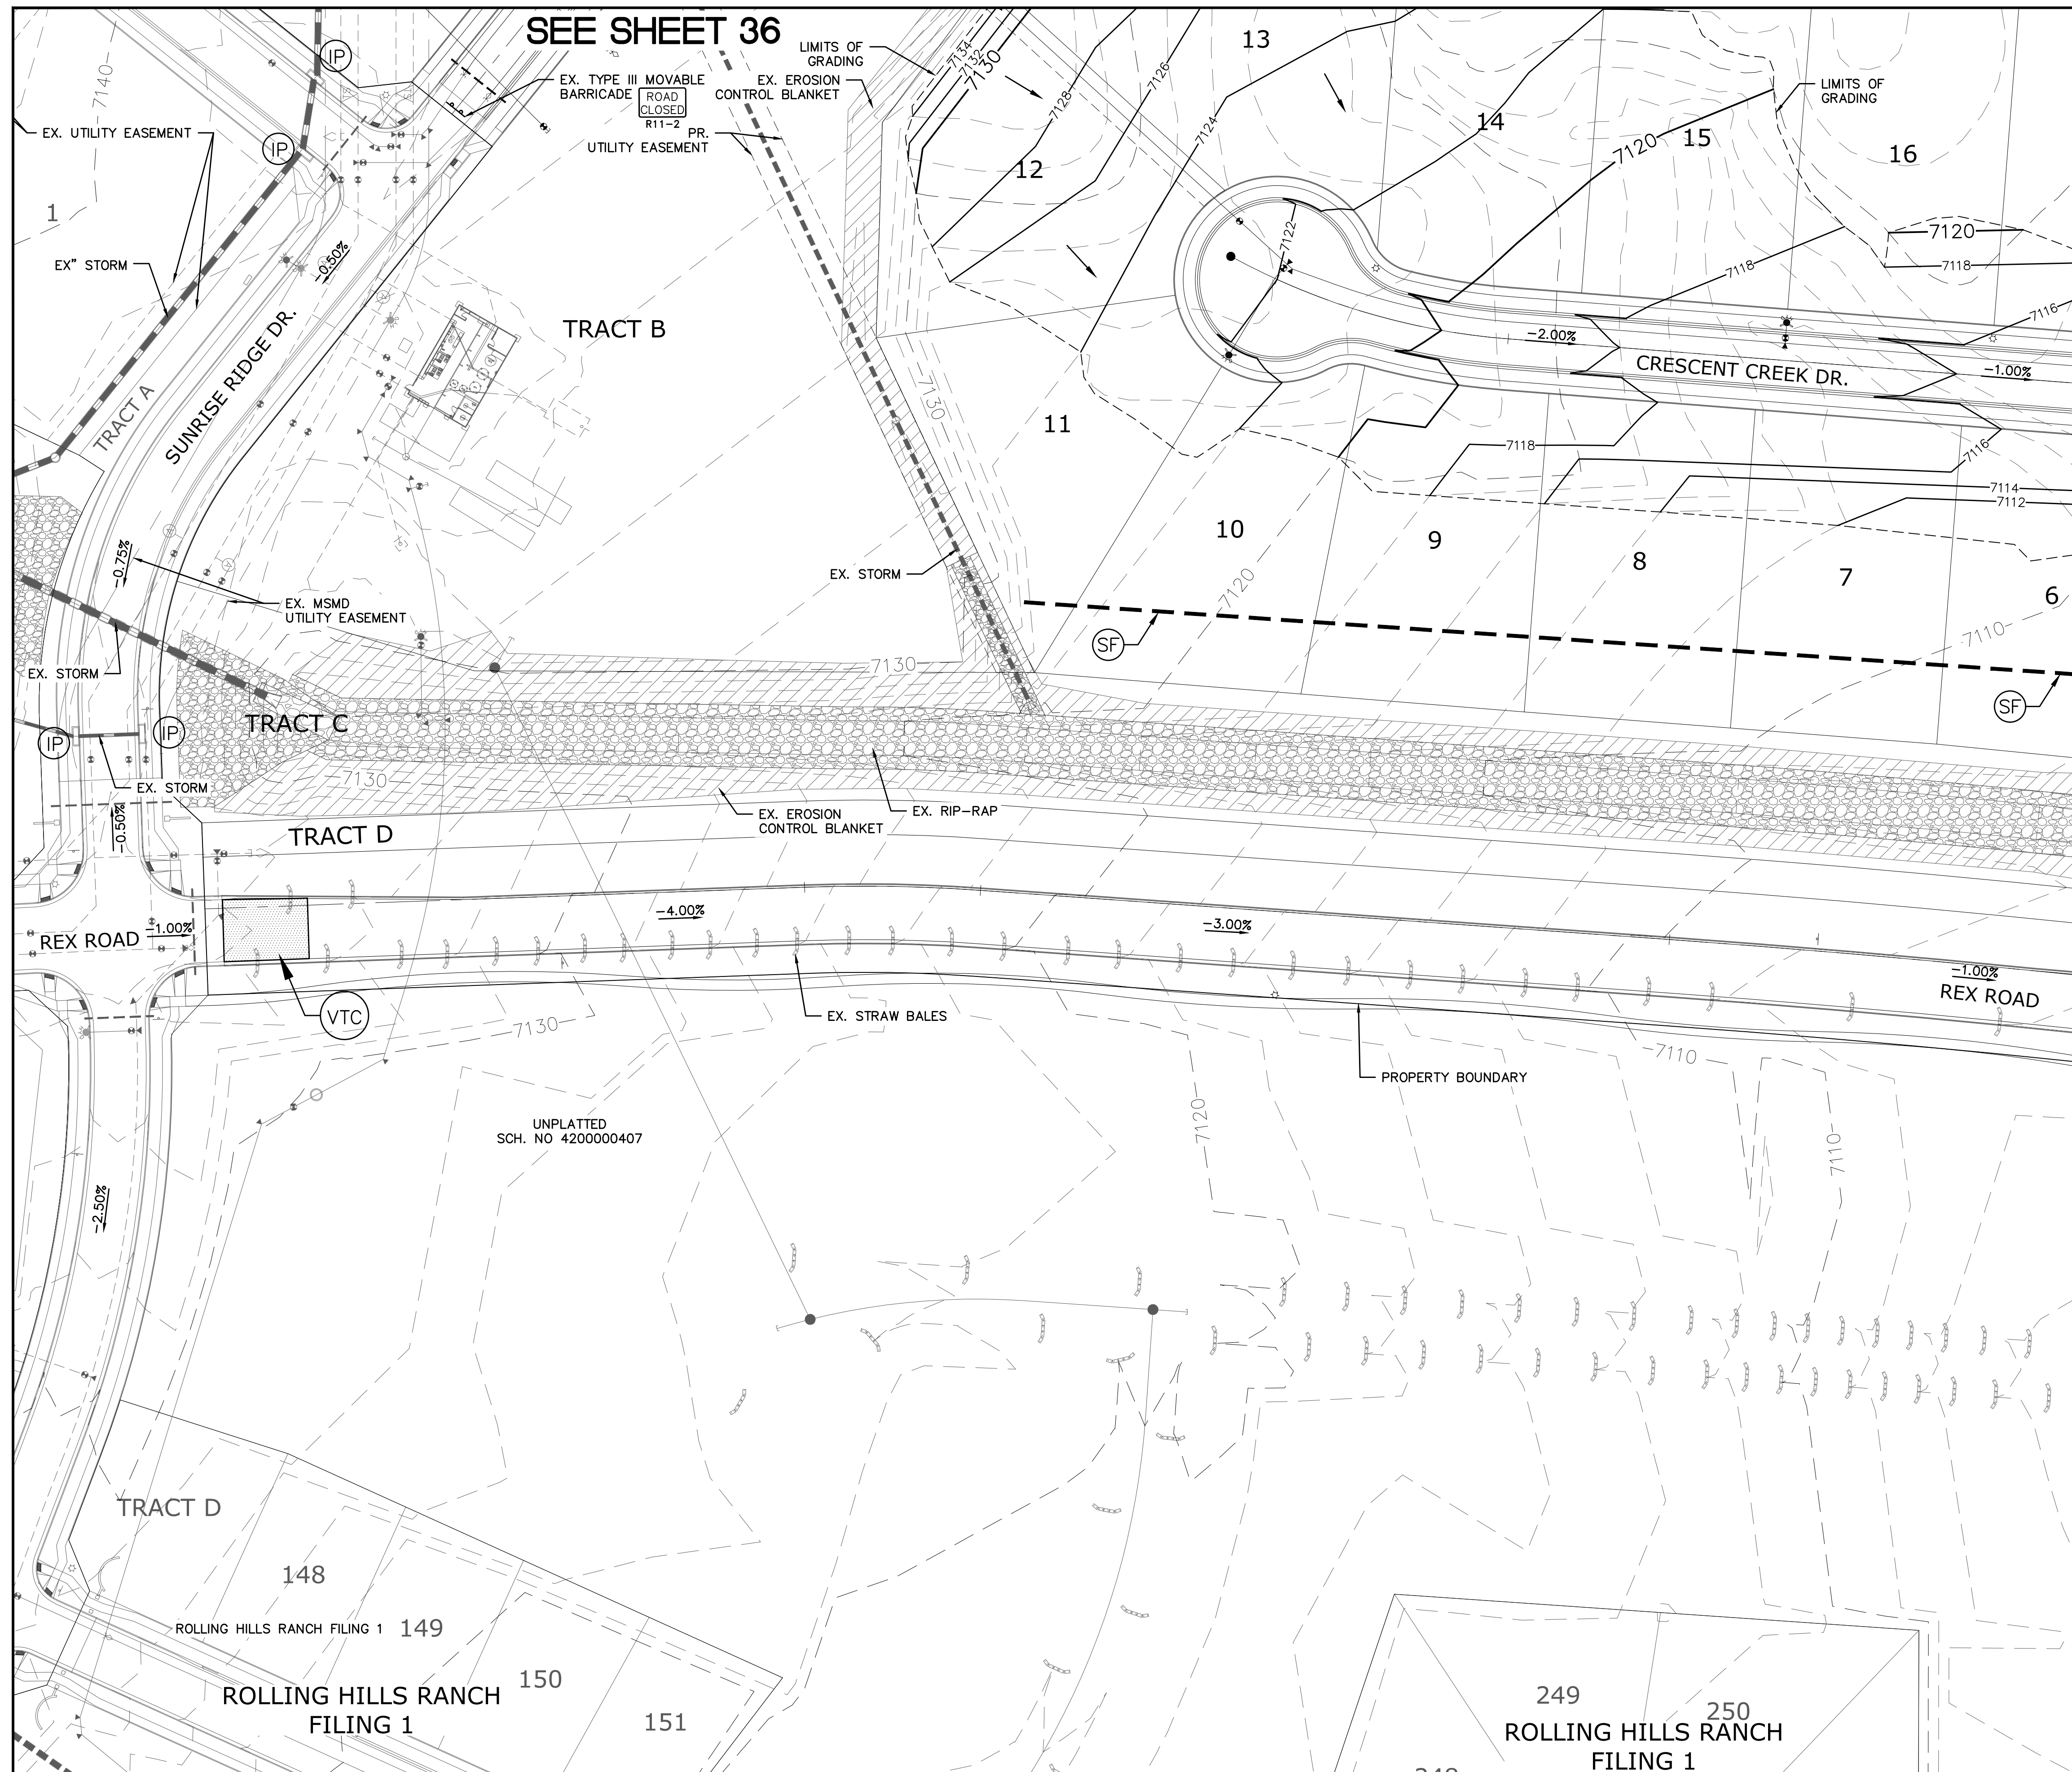 SEE SHEET 36
LIMITS OF
GRADING
EX. EROSION
CONTROL BLANKET
EX. TYPE III MOVABLE
BARRICADE
ROAD
CLOSED
R11-2
PR.
UTILITY EASEMENT
IP
7140
EX. UTILITY EASEMENT
IP
1
EX" STORM
-0.50%
TRACT A
SUNRISE RIDGE DR.
TRACT B
7134
7132
7130
7128
7126
7124
7122
13
12
14
15
16
LIMITS OF
GRADING
7120
7118
7120
7118
7116
-2.00%
CRESCENT CREEK DR.
-1.00%
7130
11
7118
7116
7114
7112
10
9
8
7
6
7120
7110
-0.75%
EX. STORM
EX. MSMD
UTILITY EASEMENT
SF
SF
EX. STORM
7130
TRACT C
IP
IP
EX. STORM
7130
-0.50%
EX. EROSION
CONTROL BLANKET
EX. RIP-RAP
TRACT D
-1.00%
REX ROAD
-4.00%
-3.00%
-1.00%
REX ROAD
VTC
7130
EX. STRAW BALES
7110
PROPERTY BOUNDARY
UNPLATTED
SCH. NO 4200000407
7120
7110
-2.50%
TRACT D
148
149
ROLLING HILLS RANCH FILING 1
150
151
ROLLING HILLS RANCH
FILING 1
249
250
ROLLING HILLS RANCH
FILING 1